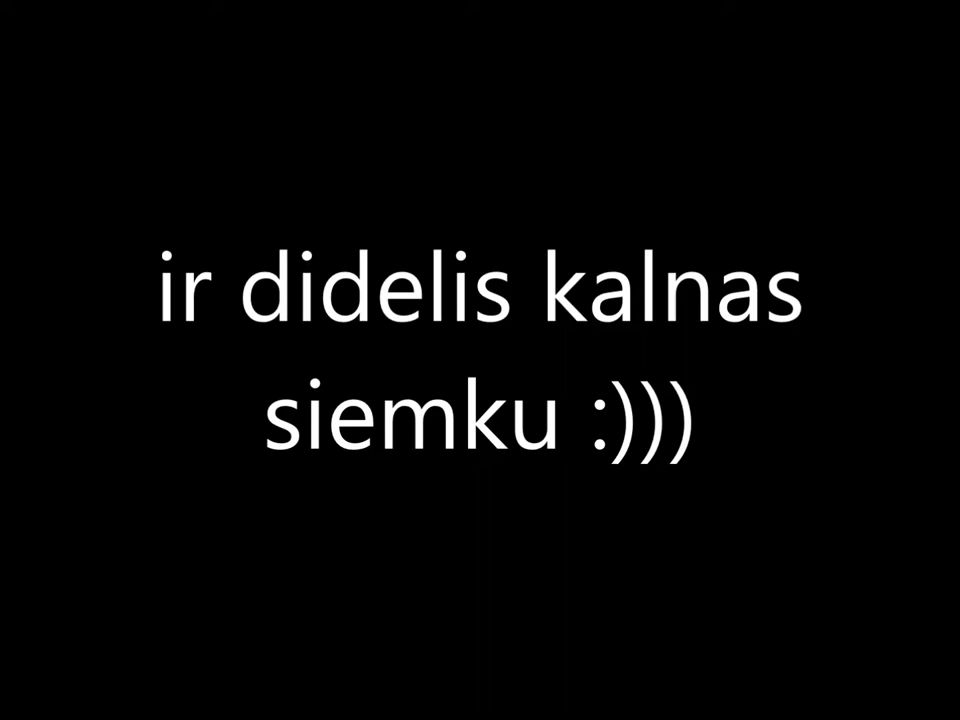 ir didelis kalnas
siemku :)))